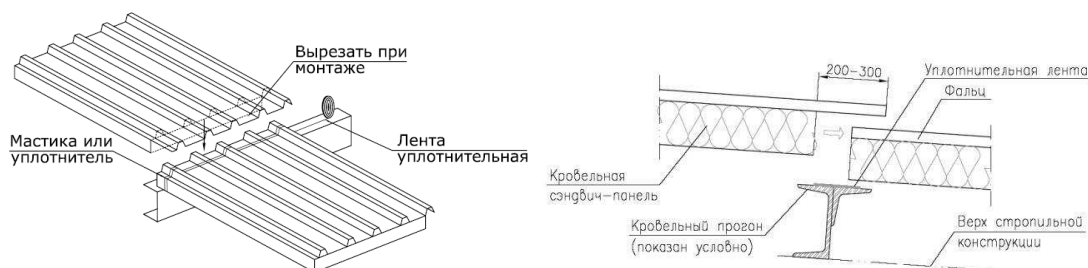 Вырезать при
монтаже
Мастика или
уплотнитель
Лента
уплотнительная
200-300
Уплотнительная лента
Фальц
Кровельная
сэндвич-панель
Кровельный прогон
(показан условно)
Верх стропильной
конструкции